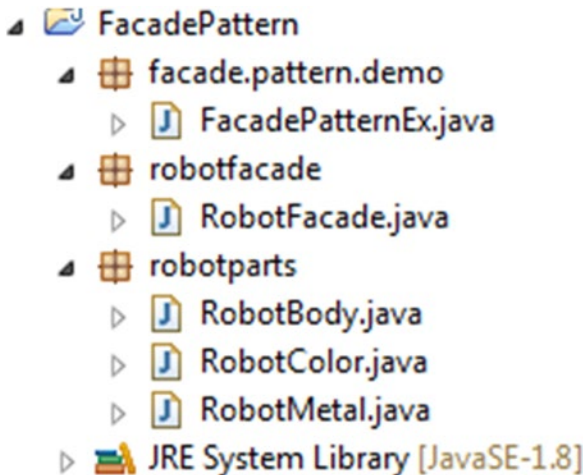 FacadePattern
facade.pattern.demo
FacadePatternEx.java
robotfacade
RobotFacade.java
robotparts
RobotBody.java
RobotColor.java
RobotMetal.java
JRE System Library [JavaSE-1.8]